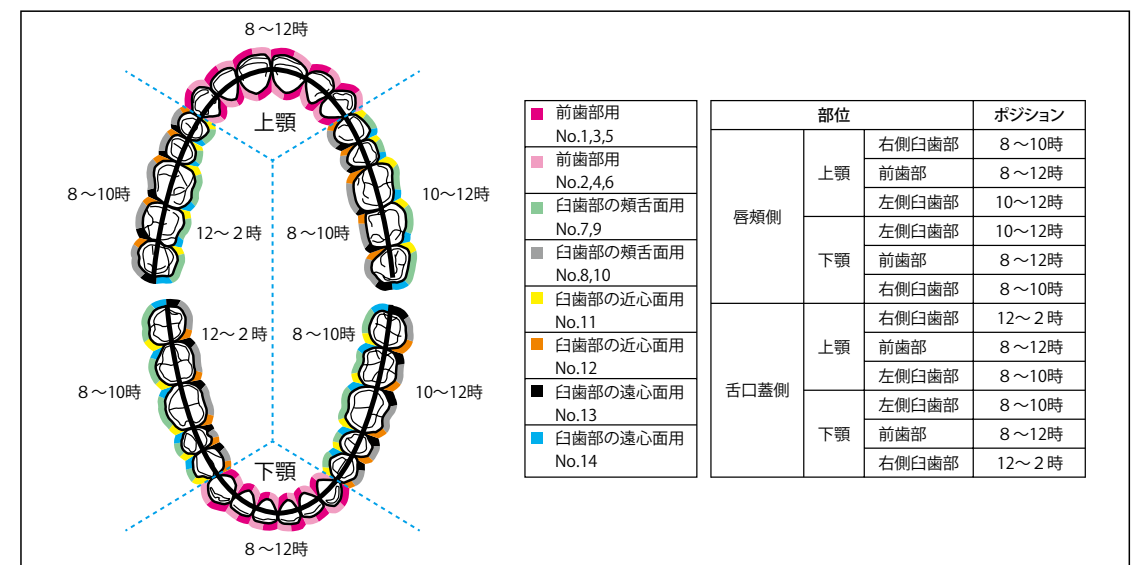 8～12時
上顎
8～10時
10～12時
12～2時
8～10時
12～2時
8～10時
8～10時
10～12時
下顎
8～12時
前歯部用
No.1,3,5
前歯部用
No.2,4,6
臼歯部の頬舌面用
No.7,9
臼歯部の頬舌面用
No.8,10
臼歯部の近心面用
No.11
臼歯部の近心面用
No.12
臼歯部の遠心面用
No.13
臼歯部の遠心面用
No.14
部位 ポジション
唇頬側 上顎 右側臼歯部 8～10時
前歯部 8～12時
左側臼歯部 10～12時
下顎 左側臼歯部 10～12時
前歯部 8～12時
右側臼歯部 8～10時
舌口蓋側 上顎 右側臼歯部 12～2時
前歯部 8～12時
左側臼歯部 8～10時
下顎 左側臼歯部 8～10時
前歯部 8～12時
右側臼歯部 12～2時